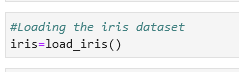 #Loading the iris dataset
iris=load_iris()